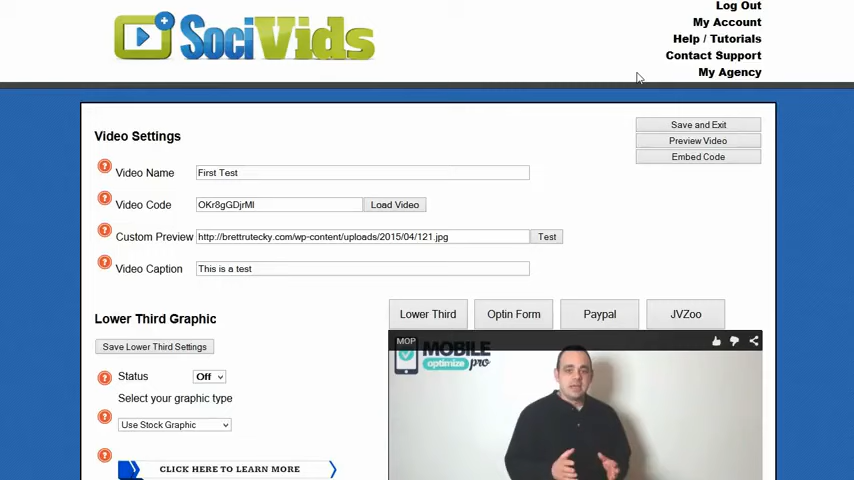 SociVids
Log Out
My Account
Help / Tutorials
Contact Support
My Agency
Video Settings
Save and Exit
Preview Video
Embed Code
? Video Name First Test
? Video Code OKr8gGDjrMI Load Video
? Custom Preview http://brettrutecky.com/wp-content/uploads/2015/04/121.jpg Test
? Video Caption This is a test
Lower Third Optin Form Paypal JVZoo
Lower Third Graphic
Save Lower Third Settings
MOP
MOBILE
optimize pro
? Status Off
Select your graphic type
? Use Stock Graphic
?
CLICK HERE TO LEARN MORE